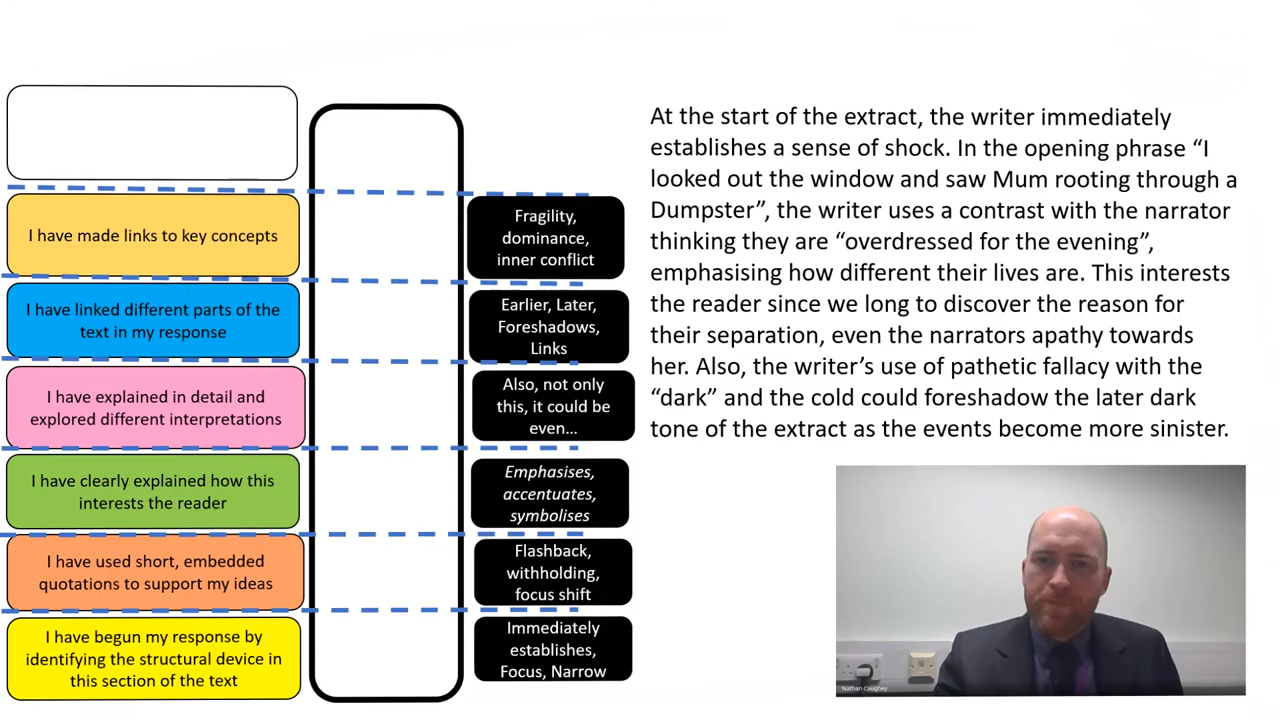 I have made links to key concepts
Fragility,
dominance,
inner conflict
I have linked different parts of the
text in my response
Earlier, Later,
Foreshadows,
Links
I have explained in detail and
explored different interpretations
Also, not only
this, it could be
even...
I have clearly explained how this
interests the reader
Emphasises,
accentuates,
symbolises
I have used short, embedded
quotations to support my ideas
Flashback,
withholding,
focus shift
I have begun my response by
identifying the structural device in
this section of the text
Immediately
establishes,
Focus, Narrow
At the start of the extract, the writer immediately
establishes a sense of shock. In the opening phrase “I
looked out the window and saw Mum rooting through a
Dumpster”, the writer uses a contrast with the narrator
thinking they are “overdressed for the evening”,
emphasising how different their lives are. This interests
the reader since we long to discover the reason for
their separation, even the narrators apathy towards
her. Also, the writer’s use of pathetic fallacy with the
“dark” and the cold could foreshadow the later dark
tone of the extract as the events become more sinister.
Nathan Caughey